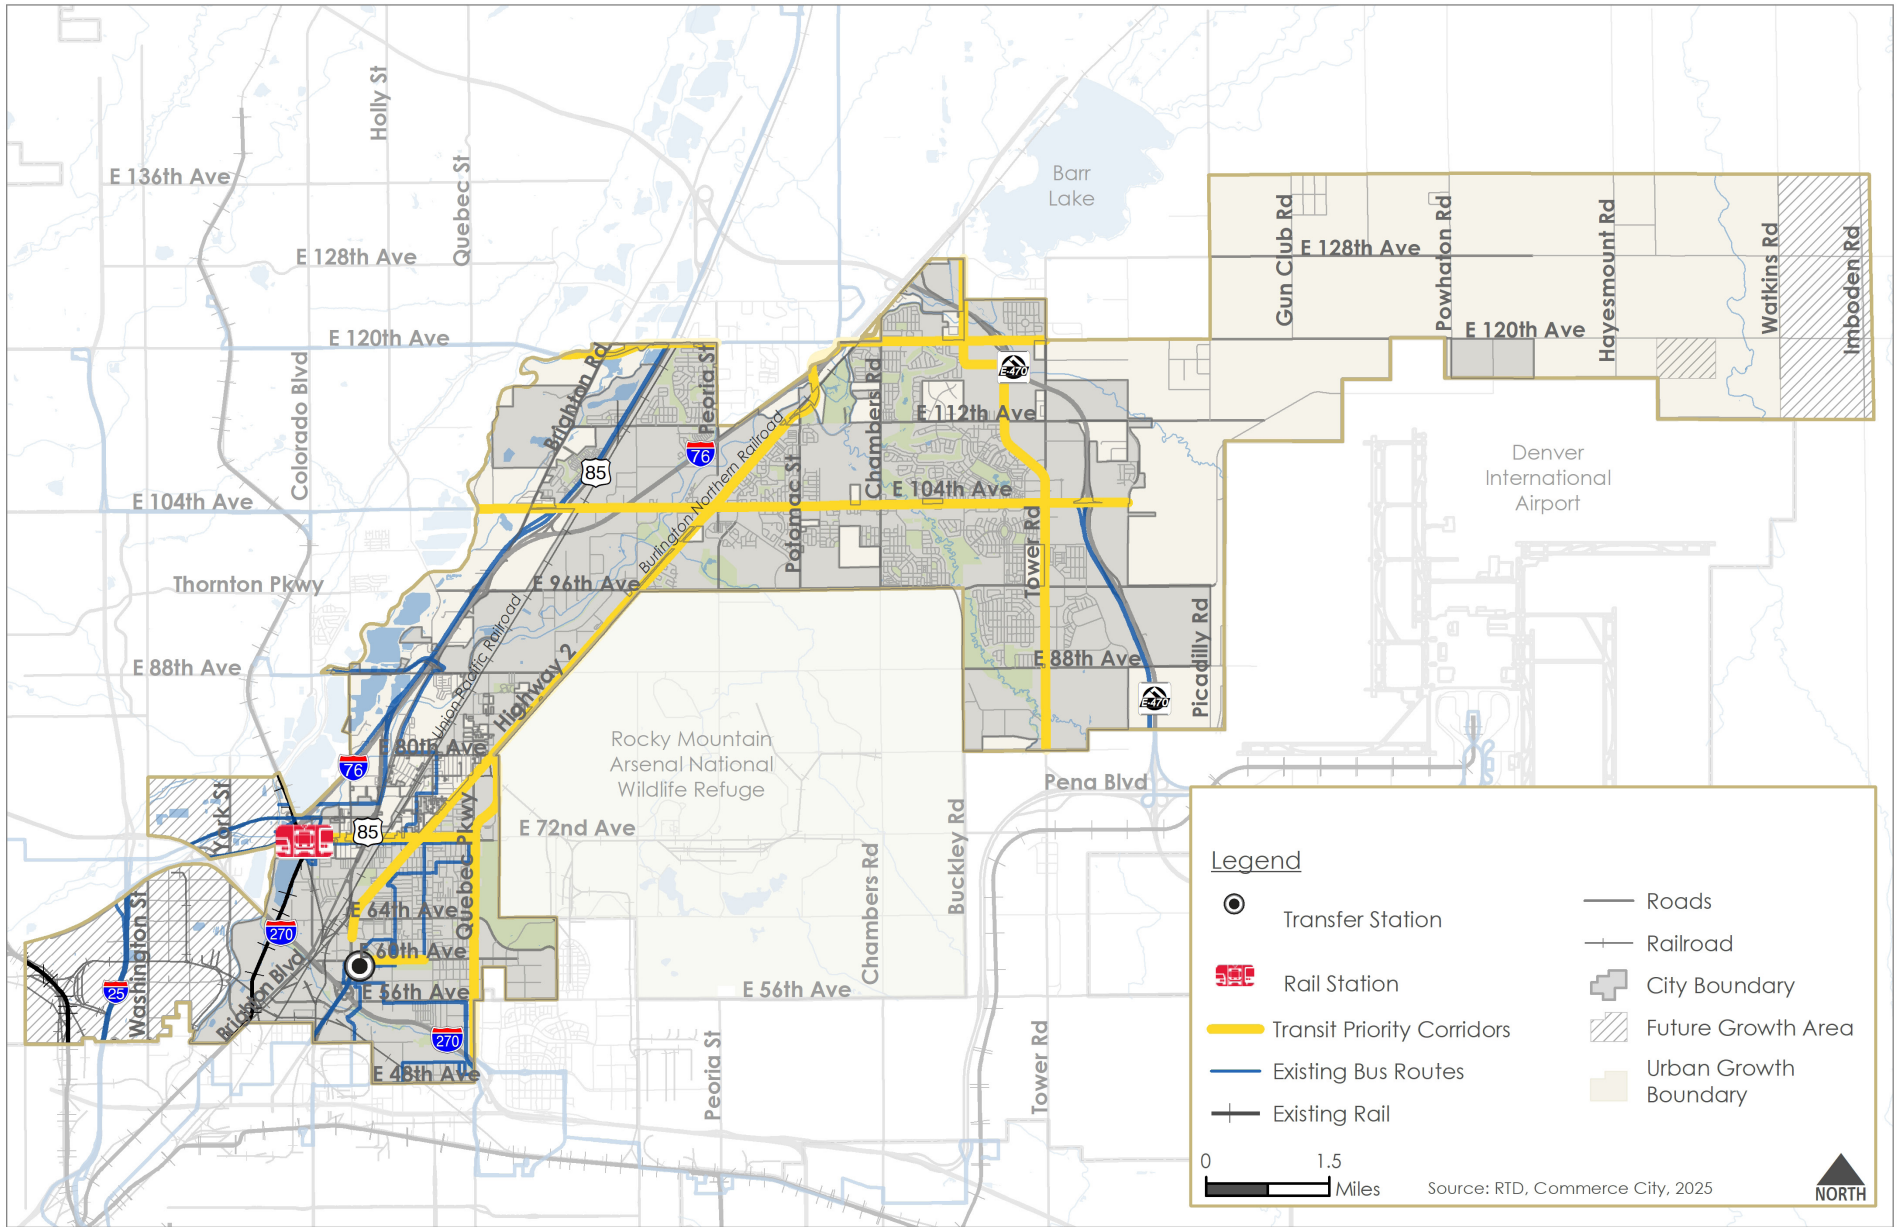 Holly St
Quebec St
E 136th Ave
Barr
Lake
E 128th Ave
Gun Club Rd
E 128th Ave
Powhaton Rd
Hayesmount Rd
Watkins Rd
Imboden Rd
E 120th Ave
E 120th Ave
Colorado Blvd
Brighton Rd
Peoria St
Chambers Rd
E-470
E 112th Ave
76
85
Burlington Northern Railroad
Potomac St
Denver
International
Airport
E 104th Ave
E 104th Ave
Tower Rd
Thornton Pkwy
E 96th Ave
Union Pacific Railroad
Highway 2
E 88th Ave
E 88th Ave
Picadilly Rd
E-470
E 80th Ave
Rocky Mountain
Arsenal National
Wildlife Refuge
76
Pena Blvd
York St
85
Quebec Pkwy
E 72nd Ave
Chambers Rd
Buckley Rd
E 64th Ave
Washington St
270
E 60th Ave
25
Brighton Blvd
E 56th Ave
E 56th Ave
270
E 48th Ave
Peoria St
Tower Rd
Legend
Transfer Station
Rail Station
Transit Priority Corridors
Existing Bus Routes
Existing Rail
Roads
Railroad
City Boundary
Future Growth Area
Urban Growth
Boundary
0 1.5
Miles
Source: RTD, Commerce City, 2025
NORTH